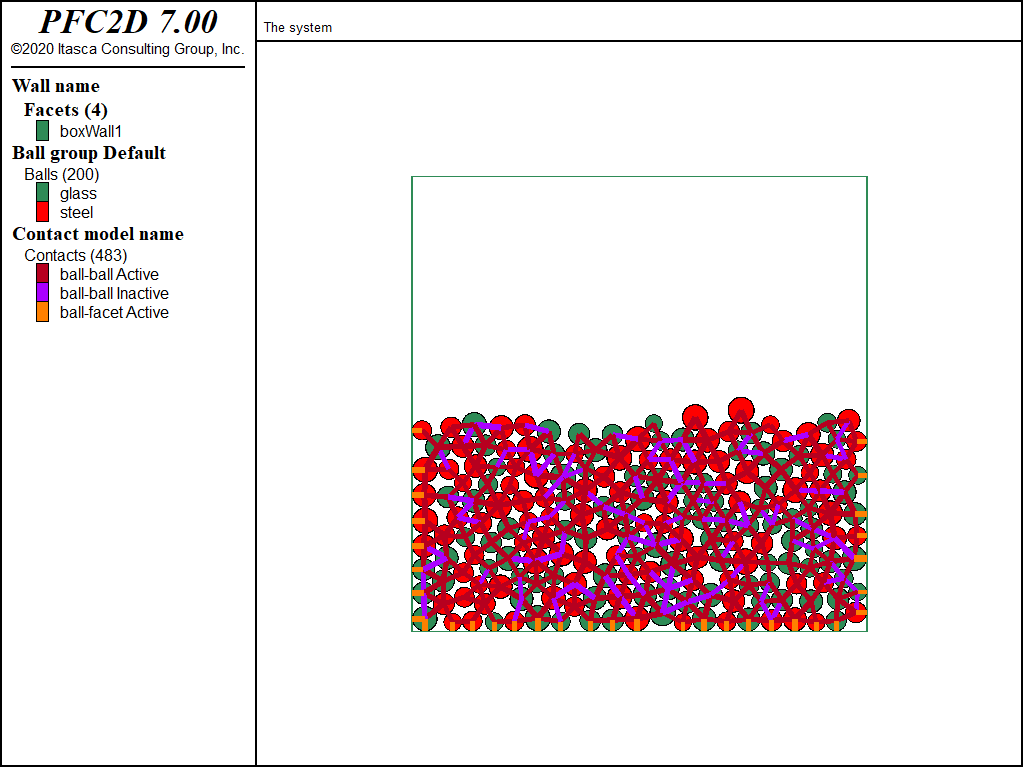 PFC2D 7.00
©2020 Itasca Consulting Group, Inc.
Wall name
Facets (4)
boxWall1
Ball group Default
Balls (200)
glass
steel
Contact model name
Contacts (483)
ball-ball Active
ball-ball Inactive
ball-facet Active
The system